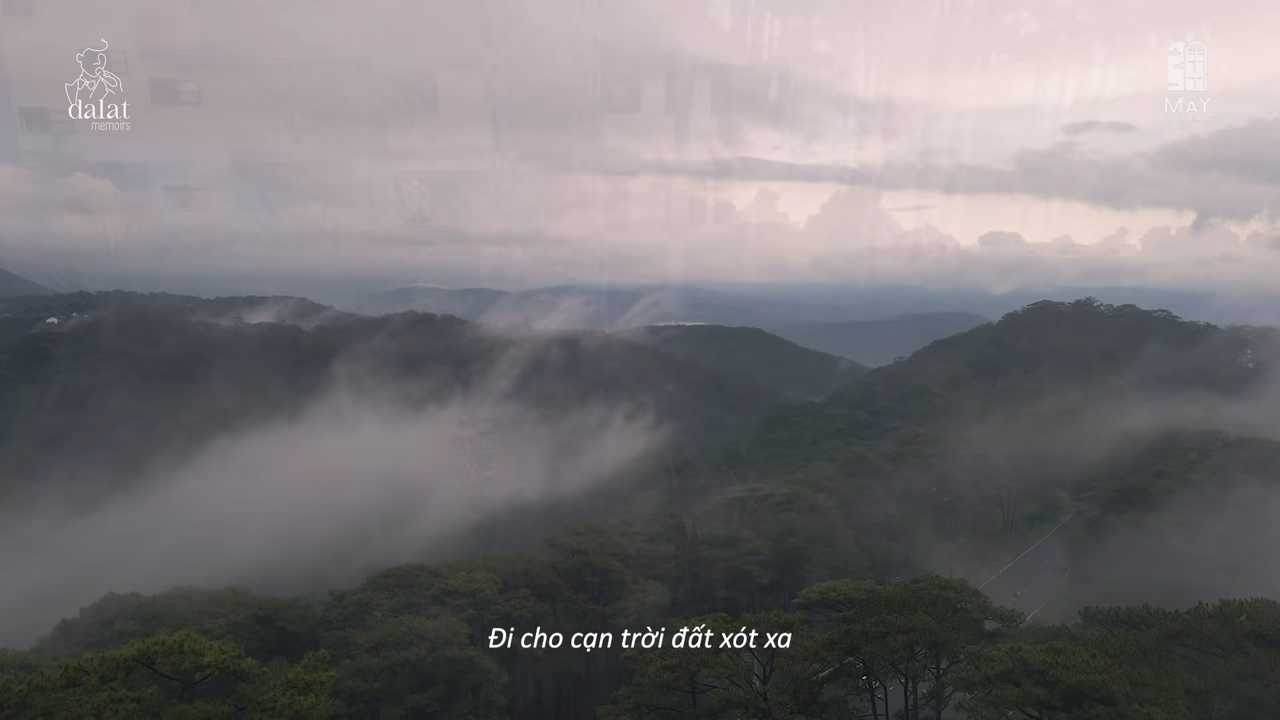 dalat
memoirs
MAY
Đi cho cạn trời đất xót xa